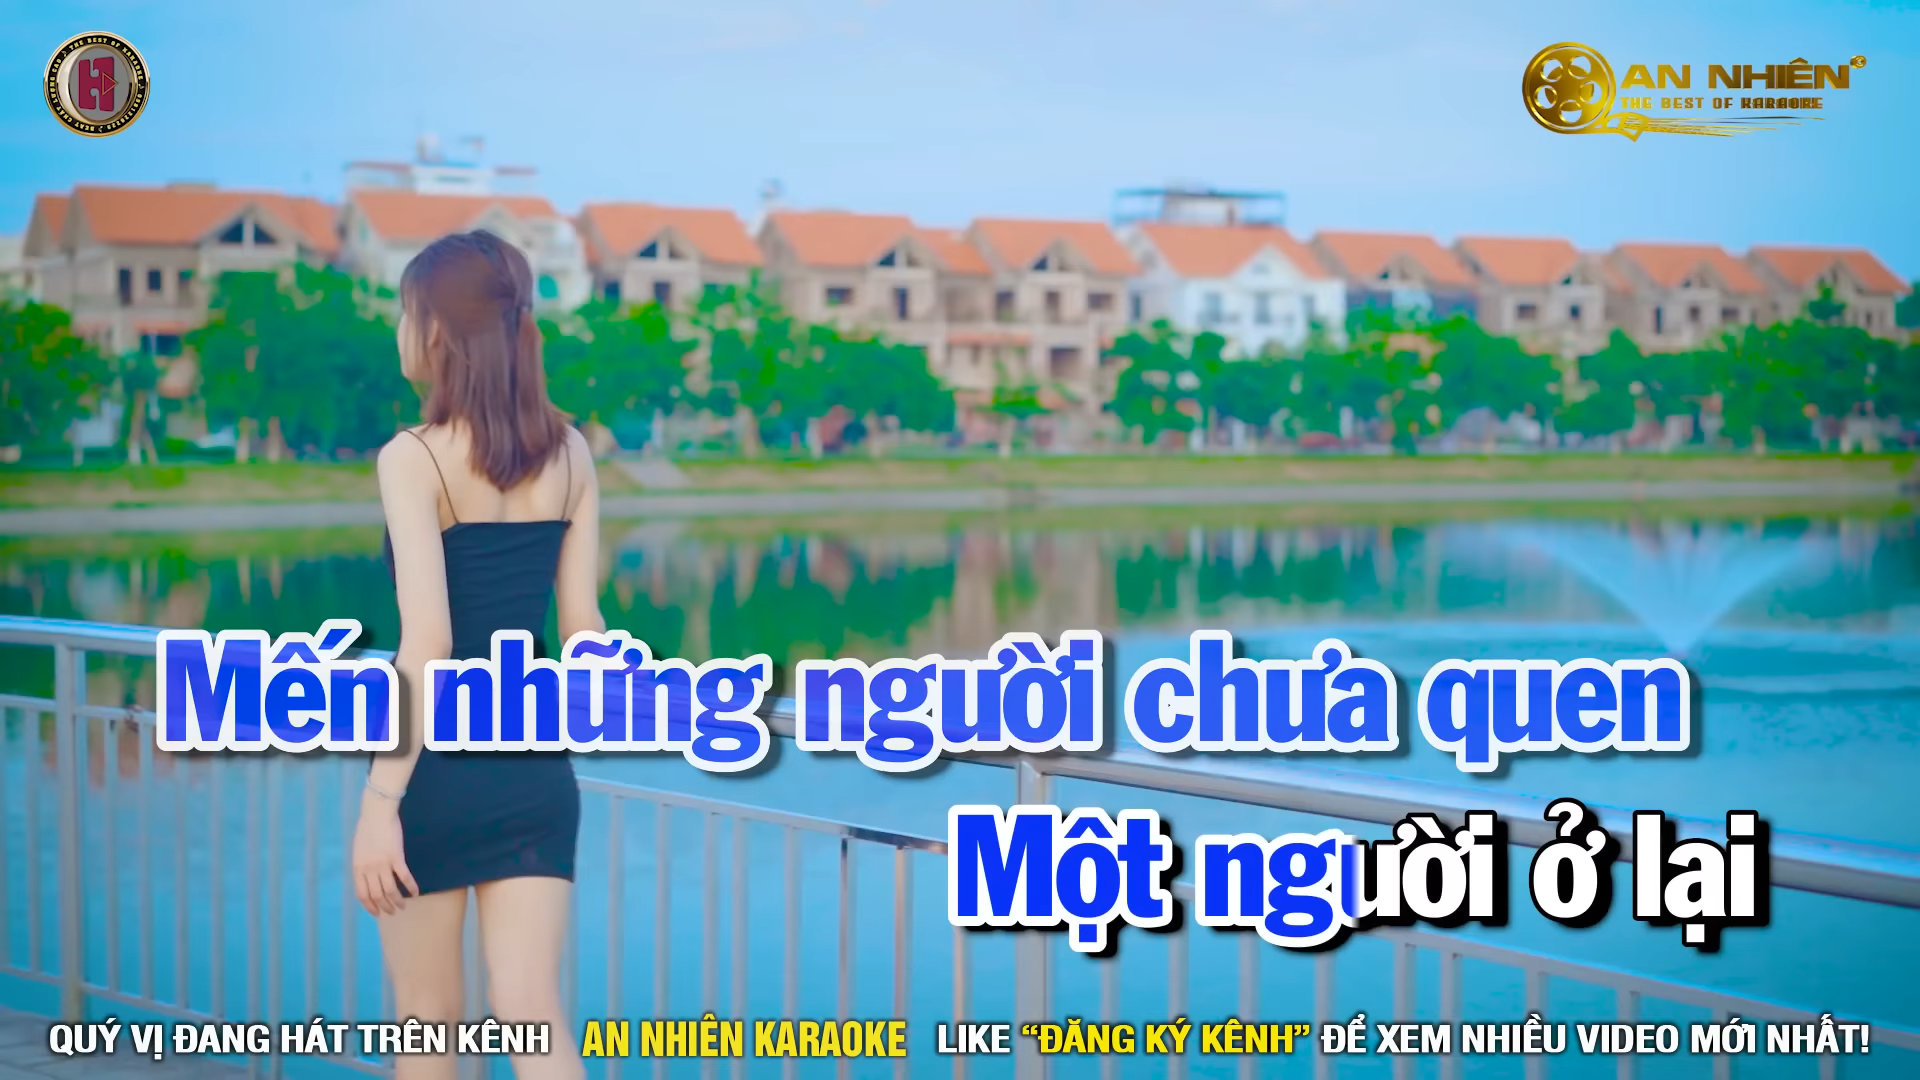 AN NHIÊN
THE BEST OF KARAOKE
Mến những người chưa quen
Một người ở lại
QUÝ VỊ ĐANG HÁT TRÊN KÊNH AN NHIÊN KARAOKE LIKE “ĐĂNG KÝ KÊNH” ĐỂ XEM NHIỀU VIDEO MỚI NHẤT!